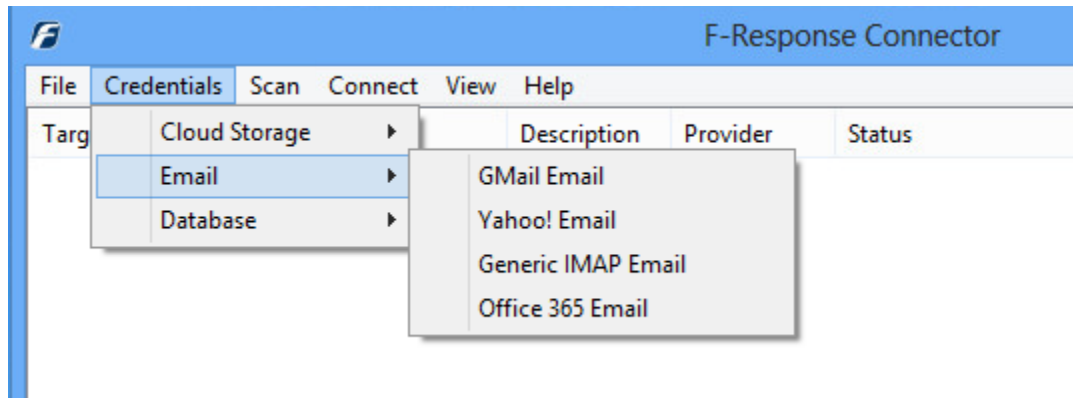 F-Response Connector
File Credentials Scan Connect View Help
Targ Description Provider Status
Cloud Storage
Email
Database
GMail Email
Yahoo! Email
Generic IMAP Email
Office 365 Email